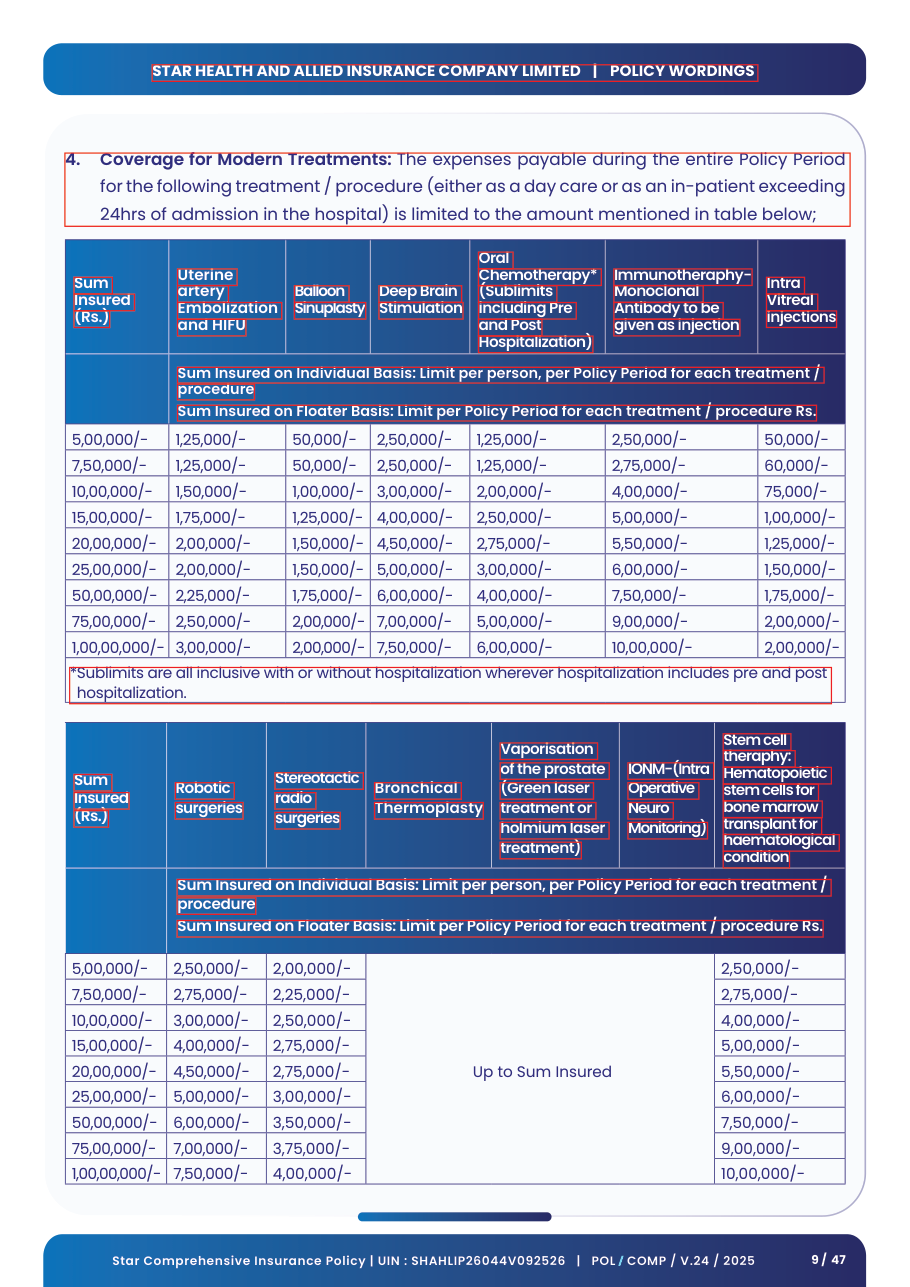 STAR HEALTH AND ALLIED INSURANCE COMPANY LIMITED | POLICY WORDINGS
4. Coverage for Modern Treatments: The expenses payable during the entire Policy Period
for the following treatment / procedure (either as a day care or as an in-patient exceeding
24hrs of admission in the hospital) is limited to the amount mentioned in table below;
Sum
Insured
(Rs.)
Uterine
artery
Embolization
and HIFU
Balloon
Sinuplasty
Deep Brain
Stimulation
Oral
Chemotherapy*
(Sublimits
including Pre
and Post
Hospitalization)
Immunotheraphy-
Monoclonal
Antibody to be
given as injection
Intra
Vitreal
Injections
Sum Insured on Individual Basis: Limit per person, per Policy Period for each treatment /
procedure
Sum Insured on Floater Basis: Limit per Policy Period for each treatment / procedure Rs.
5,00,000/- 1,25,000/- 50,000/- 2,50,000/- 1,25,000/- 2,50,000/- 50,000/-
7,50,000/- 1,25,000/- 50,000/- 2,50,000/- 1,25,000/- 2,75,000/- 60,000/-
10,00,000/- 1,50,000/- 1,00,000/- 3,00,000/- 2,00,000/- 4,00,000/- 75,000/-
15,00,000/- 1,75,000/- 1,25,000/- 4,00,000/- 2,50,000/- 5,00,000/- 1,00,000/-
20,00,000/- 2,00,000/- 1,50,000/- 4,50,000/- 2,75,000/- 5,50,000/- 1,25,000/-
25,00,000/- 2,00,000/- 1,50,000/- 5,00,000/- 3,00,000/- 6,00,000/- 1,50,000/-
50,00,000/- 2,25,000/- 1,75,000/- 6,00,000/- 4,00,000/- 7,50,000/- 1,75,000/-
75,00,000/- 2,50,000/- 2,00,000/- 7,00,000/- 5,00,000/- 9,00,000/- 2,00,000/-
1,00,00,000/- 3,00,000/- 2,00,000/- 7,50,000/- 6,00,000/- 10,00,000/- 2,00,000/-
*Sublimits are all inclusive with or without hospitalization wherever hospitalization includes pre and post
hospitalization.
Sum
Insured
(Rs.)
Robotic
surgeries
Stereotactic
radio
surgeries
Bronchical
Thermoplasty
Vaporisation
of the prostate
(Green laser
treatment or
holmium laser
treatment)
IONM-(Intra
Operative
Neuro
Monitoring)
Stem cell
theraphy:
Hematopoietic
stem cells for
bone marrow
transplant for
haematological
condition
Sum Insured on Individual Basis: Limit per person, per Policy Period for each treatment /
procedure
Sum Insured on Floater Basis: Limit per Policy Period for each treatment / procedure Rs.
5,00,000/- 2,50,000/- 2,00,000/- 2,50,000/-
7,50,000/- 2,75,000/- 2,25,000/- 2,75,000/-
10,00,000/- 3,00,000/- 2,50,000/- 4,00,000/-
15,00,000/- 4,00,000/- 2,75,000/- 5,00,000/-
20,00,000/- 4,50,000/- 2,75,000/- Up to Sum Insured 5,50,000/-
25,00,000/- 5,00,000/- 3,00,000/- 6,00,000/-
50,00,000/- 6,00,000/- 3,50,000/- 7,50,000/-
75,00,000/- 7,00,000/- 3,75,000/- 9,00,000/-
1,00,00,000/- 7,50,000/- 4,00,000/- 10,00,000/-
Star Comprehensive Insurance Policy | UIN : SHAHLIP26044V092526 | POL / COMP / V.24 / 2025 9 / 47